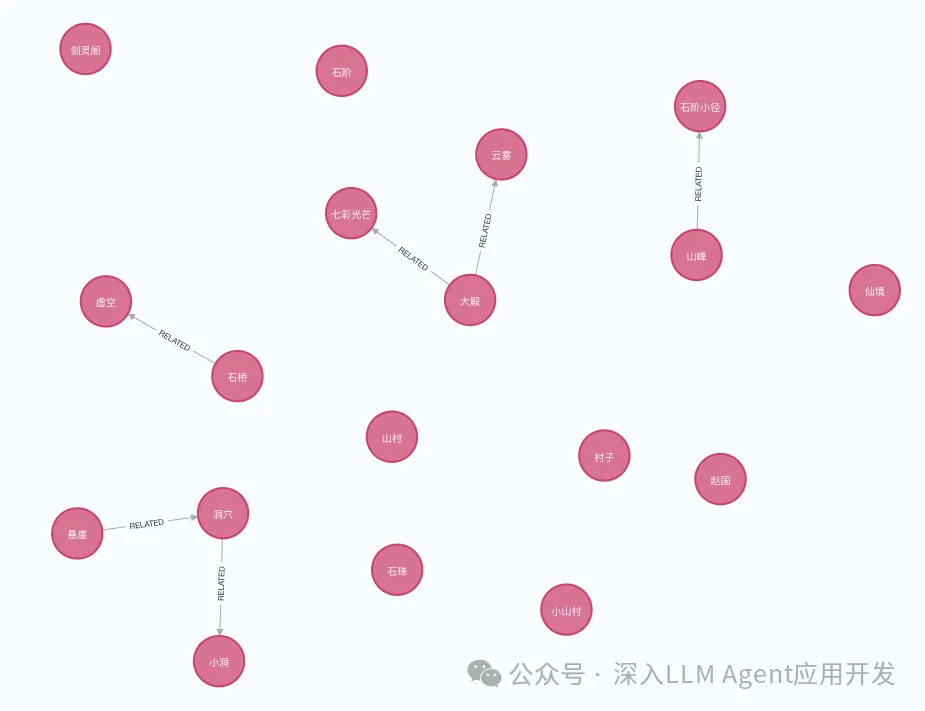 剑灵阁
石阶
石阶小径
云雾
RELATED
七彩光芒
RELATED
RELATED
山峰
仙境
大殿
虚空
RELATED
石桥
山村
村子
赵国
洞穴
RELATED
悬崖
石珠
RELATED
小山村
小洞
公众号 · 深入LLM Agent应用开发